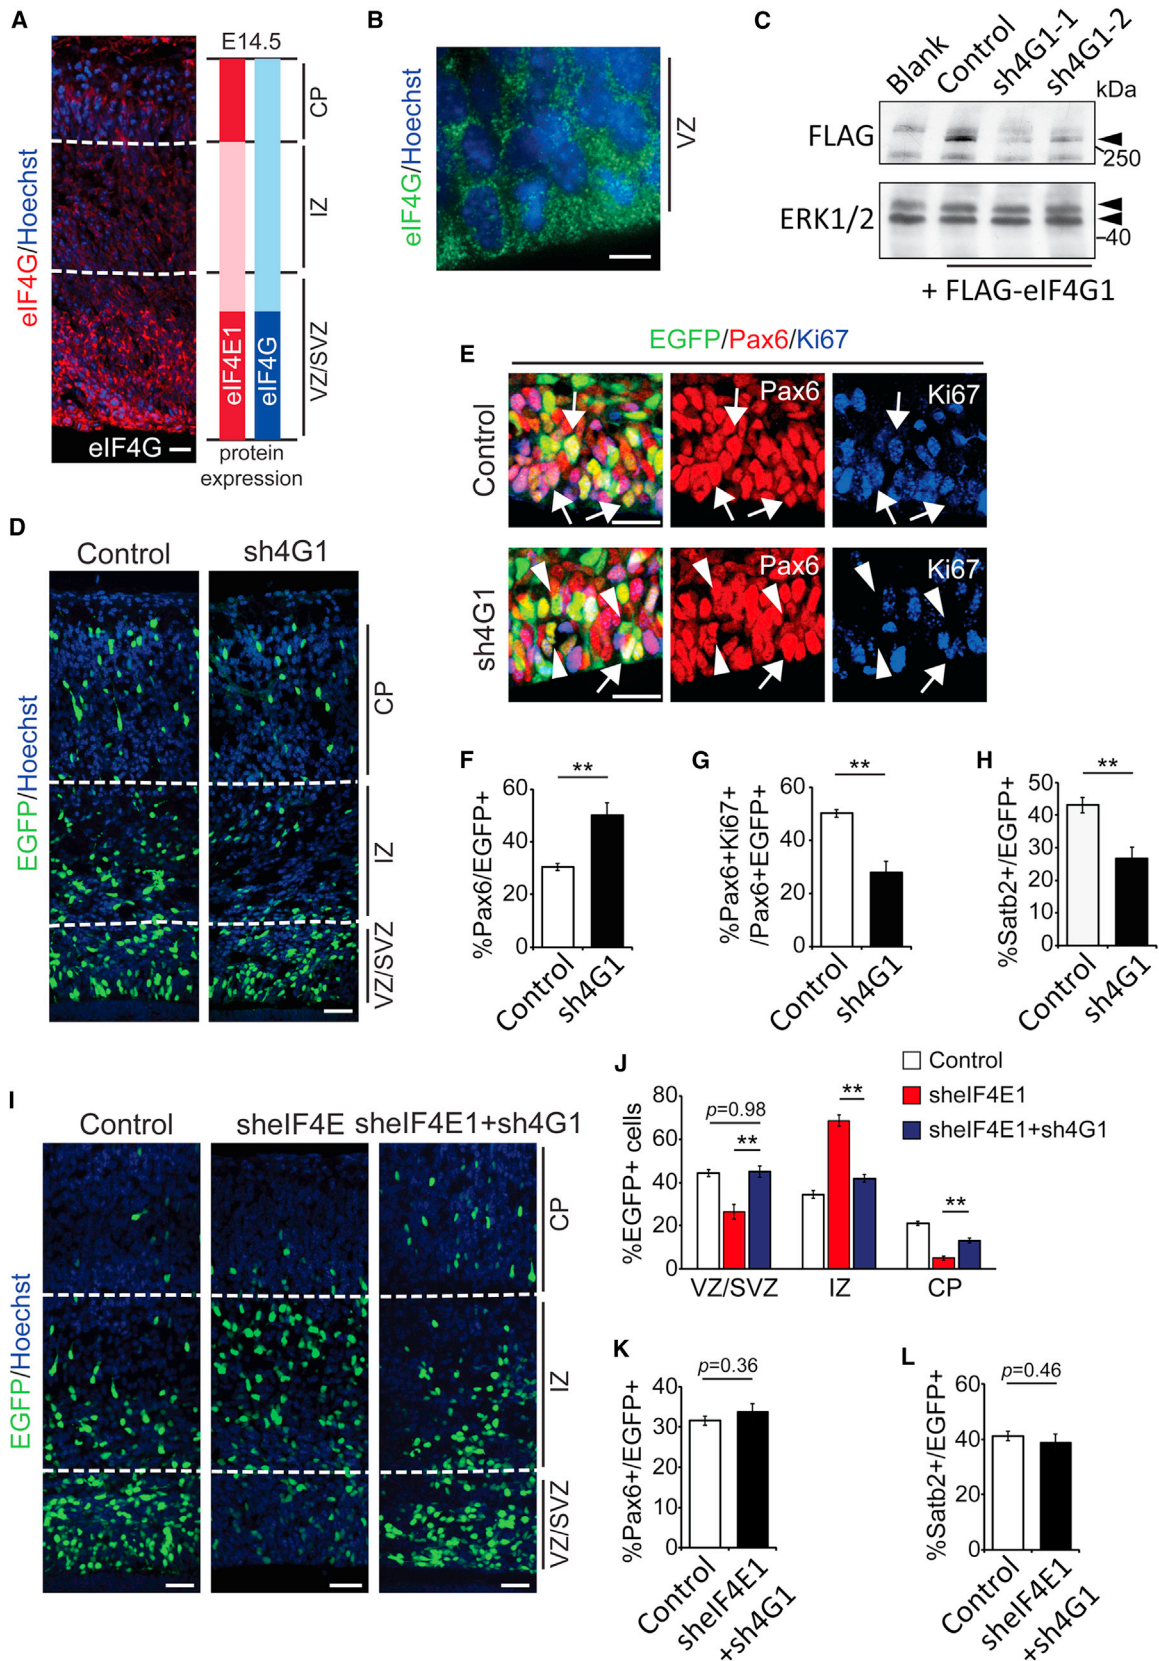 A
E14.5
eIF4G/Hoechst
eIF4G
eIF4E1
eIF4G
CP
IZ
VZ/SVZ
protein
expression
B
eIF4G/Hoechst
VZ
C
Blank
Control
sh4G1-1
sh4G1-2
kDa
FLAG
250
ERK1/2
40
+ FLAG-eIF4G1
D
Control
sh4G1
EGFP/Hoechst
CP
IZ
VZ/SVZ
E
EGFP/Pax6/Ki67
Control
Pax6
Ki67
sh4G1
Pax6
Ki67
F
**
%Pax6/EGFP+
60
40
20
0
Control
sh4G1
G
**
%Pax6+Ki67+
/Pax6+EGFP+
60
40
20
0
Control
sh4G1
H
**
%Satb2+/EGFP+
50
40
30
20
10
0
Control
sh4G1
I
Control
sheIF4E
sheIF4E1+sh4G1
EGFP/Hoechst
CP
IZ
VZ/SVZ
J
Control
sheIF4E1
sheIF4E1+sh4G1
%EGFP+ cells
80
60
40
20
0
p=0.98
**
**
**
VZ/SVZ
IZ
CP
K
p=0.36
%Pax6+/EGFP+
40
30
20
10
0
Control
sheIF4E1
+sh4G1
L
p=0.46
%Satb2+/EGFP+
60
40
20
0
Control
sheIF4E1
+sh4G1